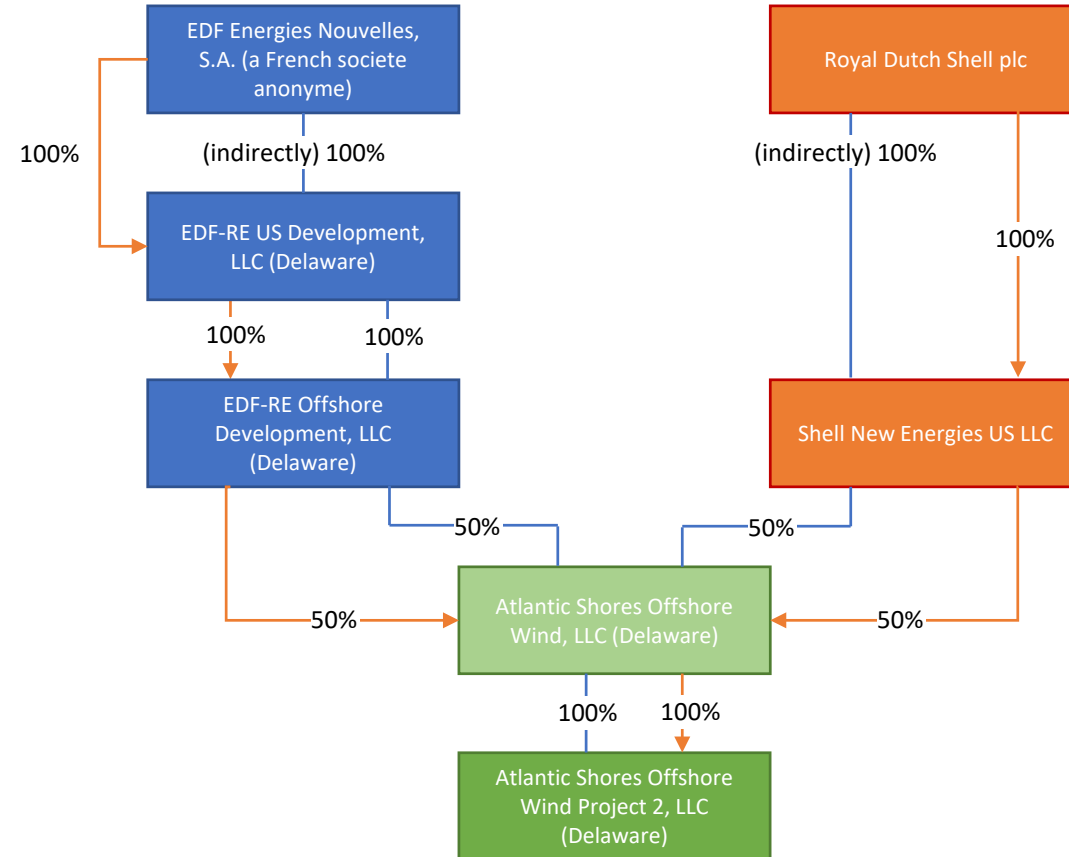 EDF Energies Nouvelles,
S.A. (a French societe
anonyme)
Royal Dutch Shell plc
100%
(indirectly) 100%
(indirectly) 100%
EDF-RE US Development,
LLC (Delaware)
100%
100%
100%
EDF-RE Offshore
Development, LLC
(Delaware)
Shell New Energies US LLC
50%
50%
50%
Atlantic Shores Offshore
Wind, LLC (Delaware)
50%
100%
100%
Atlantic Shores Offshore
Wind Project 2, LLC
(Delaware)